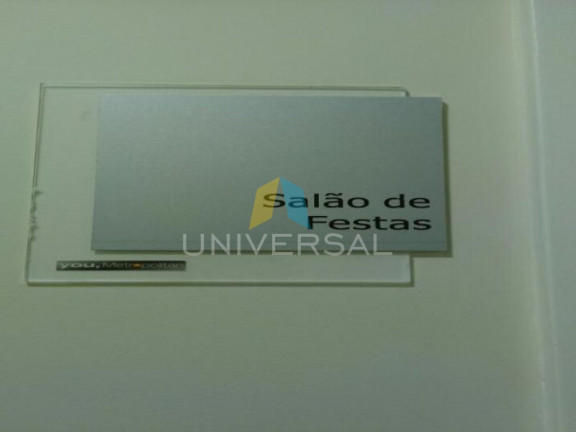 Salão de
Festas
UNIVERSAL
you, Metropolitan